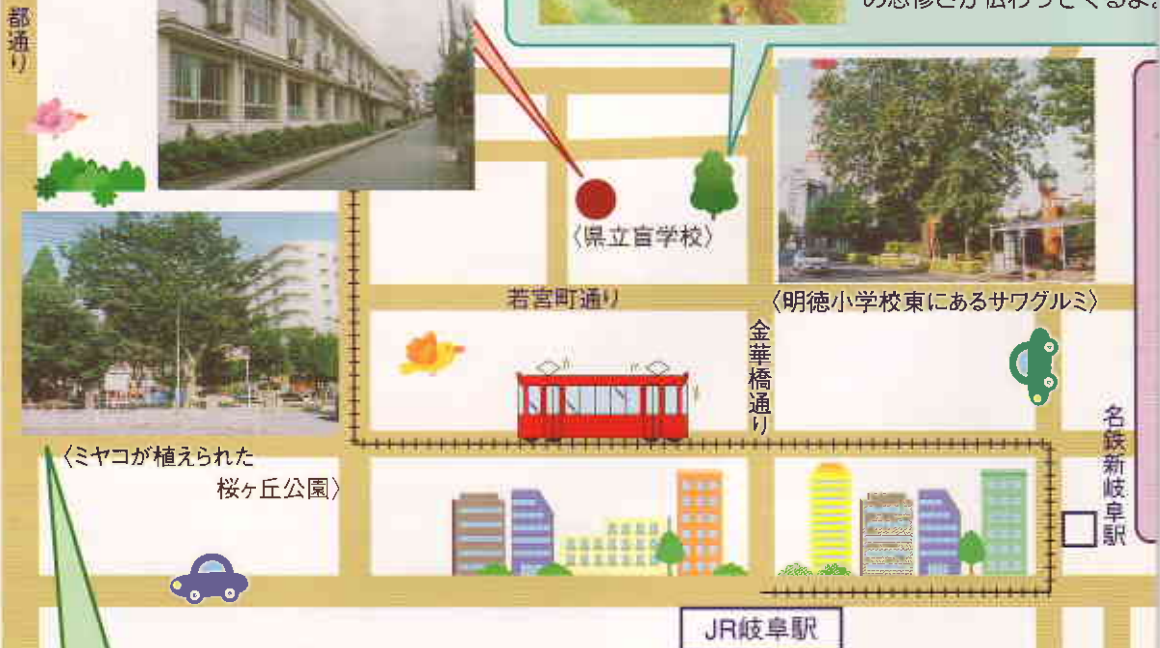 都通り
〈県立盲学校〉
若宮町通り
〈明徳小学校東にあるサワグルミ〉
金華橋通り
〈ミヤコが植えられた
桜ヶ丘公園〉
名鉄新岐阜駅
JR岐阜駅